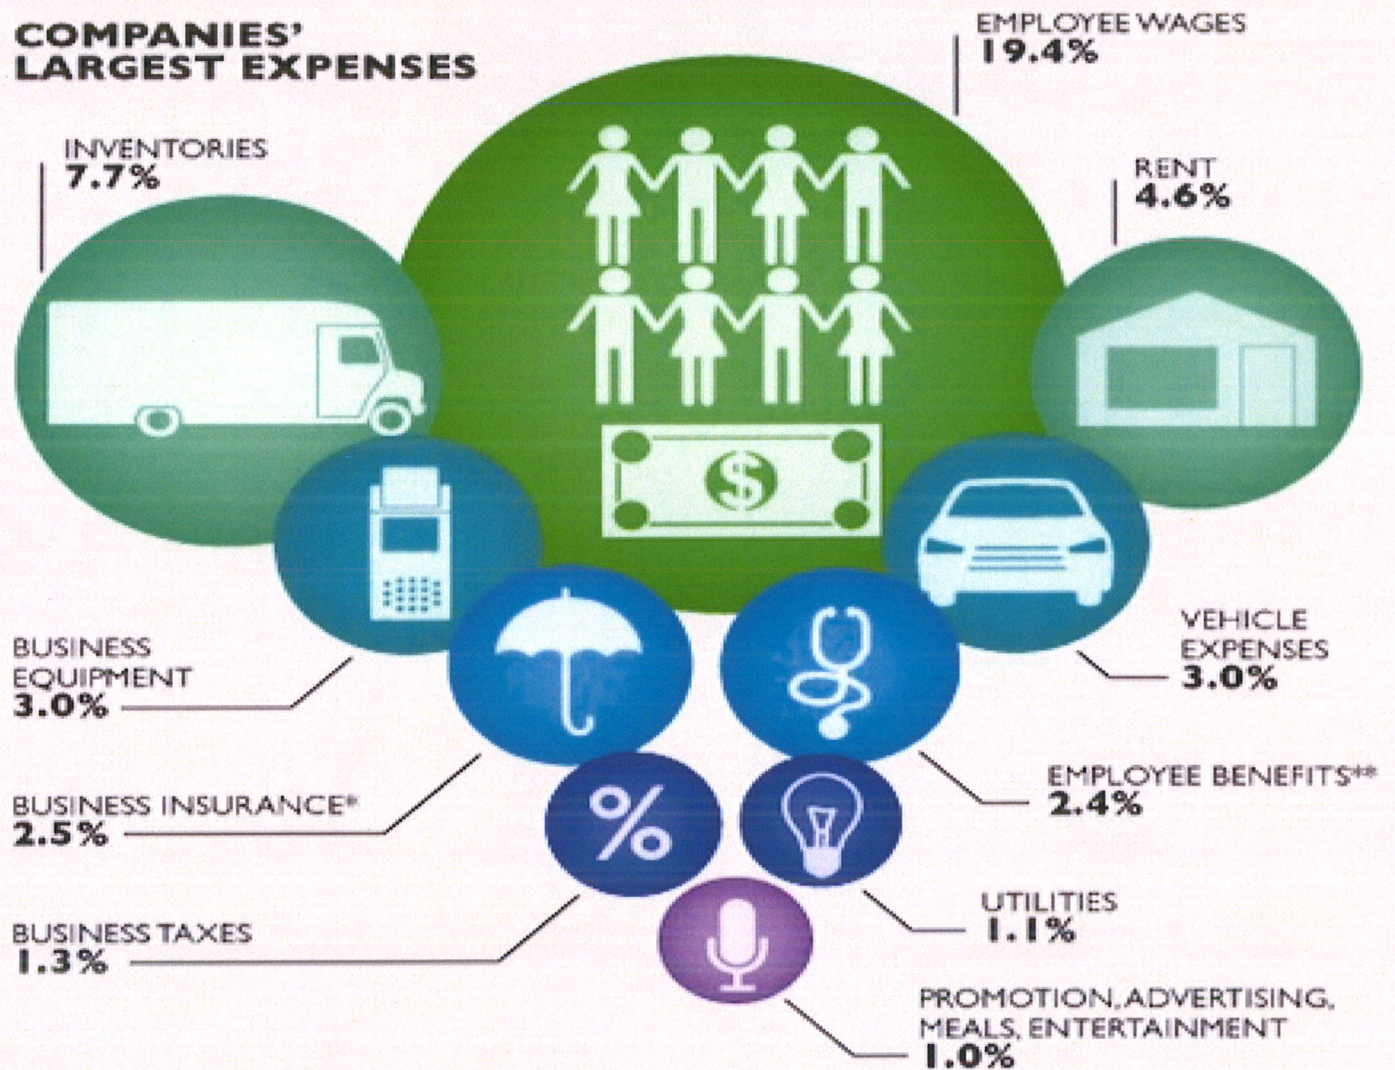 COMPANIES'
LARGEST EXPENSES
EMPLOYEE WAGES
19.4%
INVENTORIES
7.7%
RENT
4.6%
$
BUSINESS
EQUIPMENT
3.0%
VEHICLE
EXPENSES
3.0%
BUSINESS INSURANCE*
2.5%
EMPLOYEE BENEFITS**
2.4%
%
BUSINESS TAXES
1.3%
UTILITIES
1.1%
PROMOTION, ADVERTISING,
MEALS, ENTERTAINMENT
1.0%